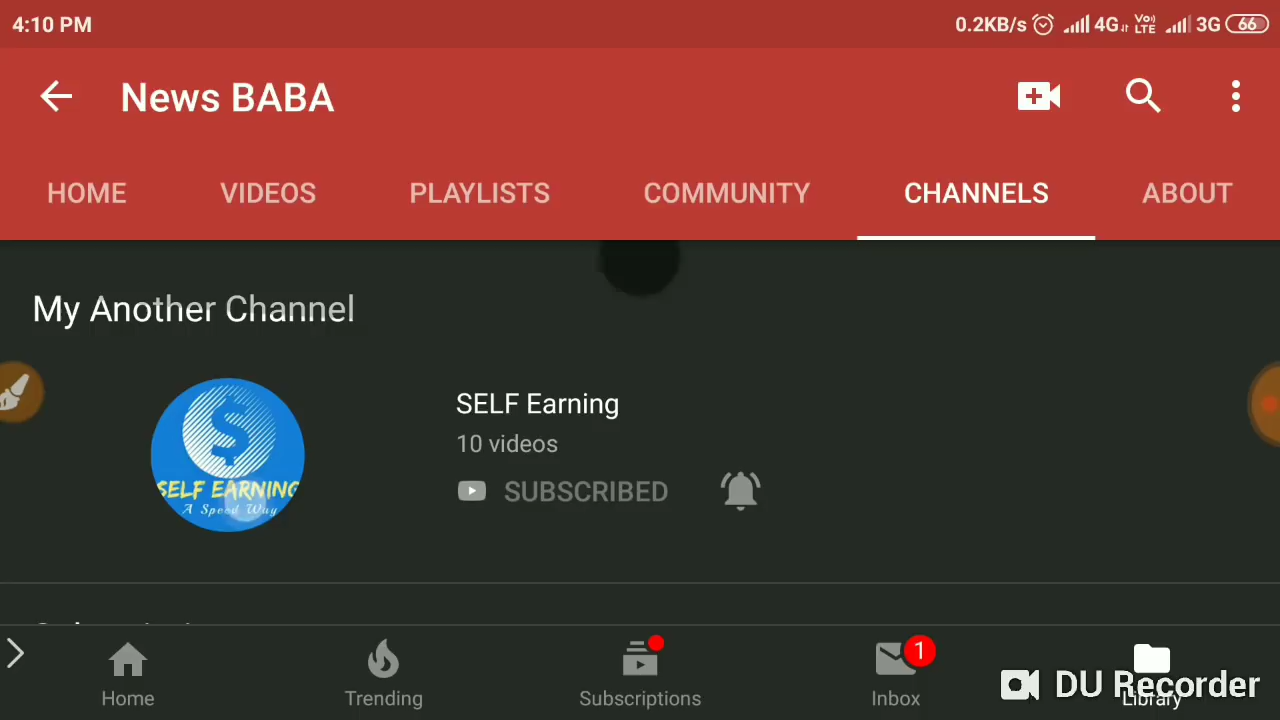 4:10 PM
0.2KB/s 4G Vo) LTE 3G 66
News BABA
HOME VIDEOS PLAYLISTS COMMUNITY CHANNELS ABOUT
My Another Channel
SELF EARNING
A Speed Way
SELF Earning
10 videos
SUBSCRIBED
Home Trending Subscriptions Inbox 1 Library
DU Recorder